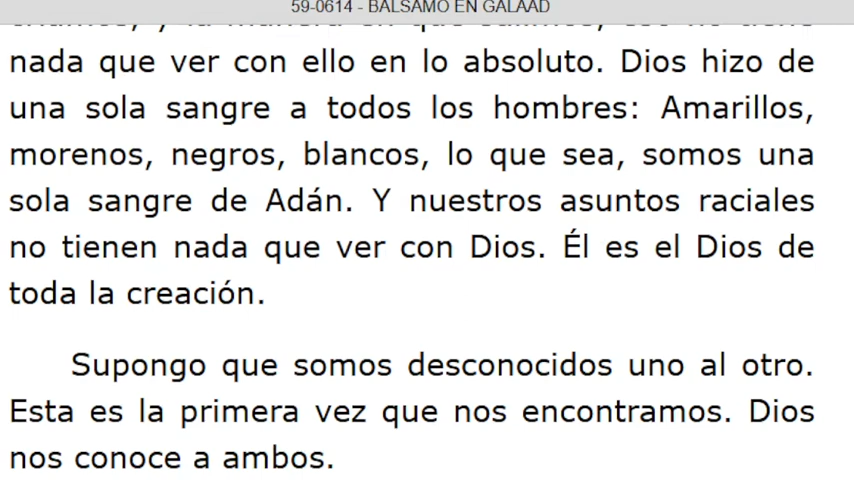 59-0614 - BALSAMO EN GALAAD
nada que ver con ello en lo absoluto. Dios hizo de
una sola sangre a todos los hombres: Amarillos,
morenos, negros, blancos, lo que sea, somos una
sola sangre de Adán. Y nuestros asuntos raciales
no tienen nada que ver con Dios. Él es el Dios de
toda la creación.
Supongo que somos desconocidos uno al otro.
Esta es la primera vez que nos encontramos. Dios
nos conoce a ambos.